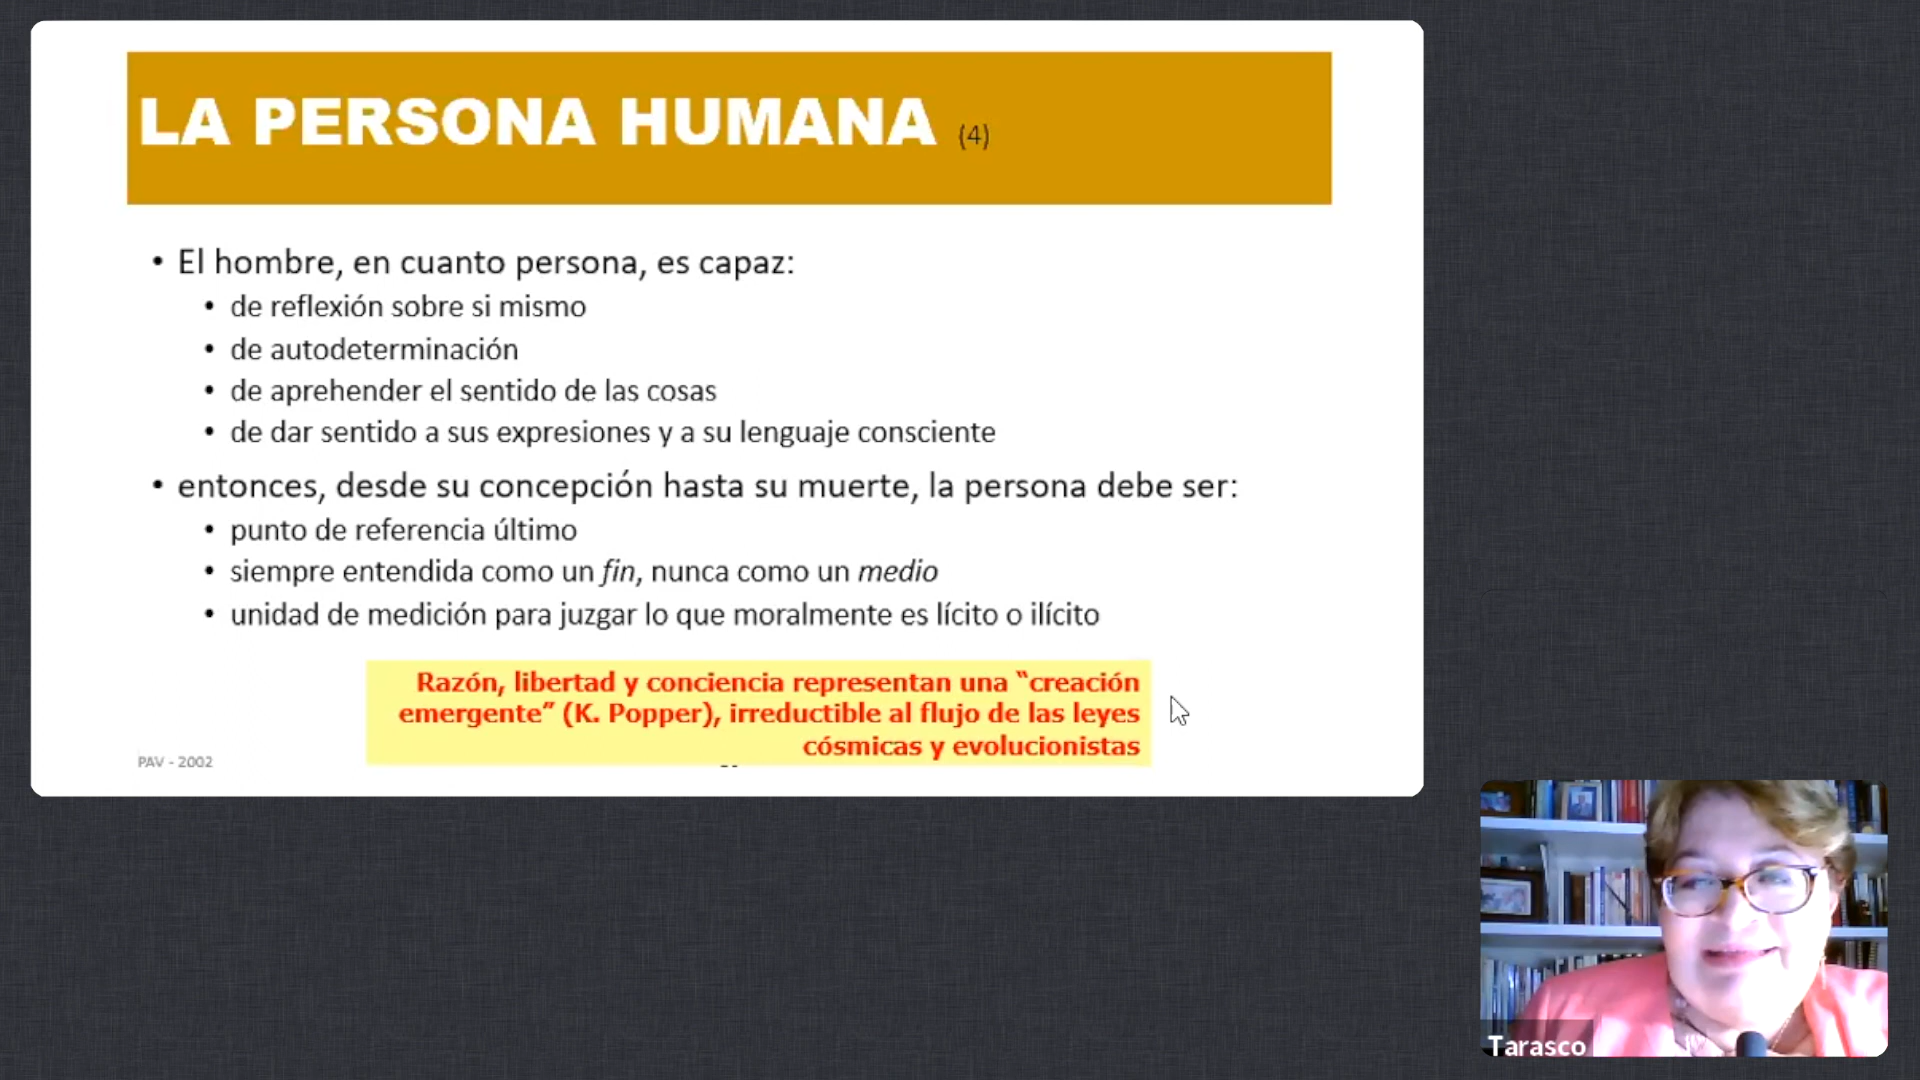 LA PERSONA HUMANA (4)
• El hombre, en cuanto persona, es capaz:
• de reflexión sobre si mismo
• de autodeterminación
• de aprehender el sentido de las cosas
• de dar sentido a sus expresiones y a su lenguaje consciente
• entonces, desde su concepción hasta su muerte, la persona debe ser:
• punto de referencia último
• siempre entendida como un fin, nunca como un medio
• unidad de medición para juzgar lo que moralmente es lícito o ilícito
Razón, libertad y conciencia representan una “creación
emergente” (K. Popper), irreductible al flujo de las leyes
cósmicas y evolucionistas
PAV - 2002
Tarasco